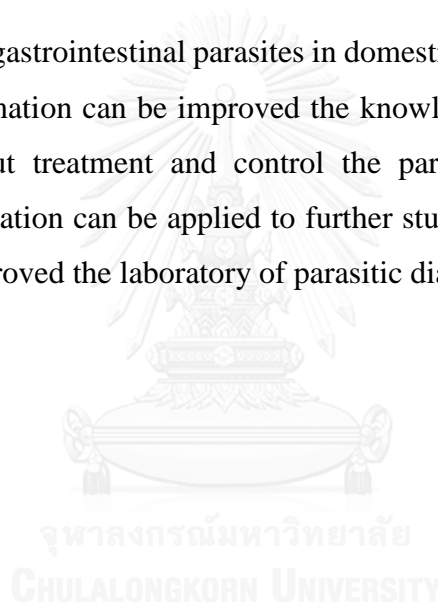 gastrointestinal parasites in domesti
nation can be improved the knowl
ut treatment and control the par
ation can be applied to further stu
roved the laboratory of parasitic dia
จุฬาลงกรณ์มหาวิทยาลัย
CHULALONGKORN UNIVERSITY